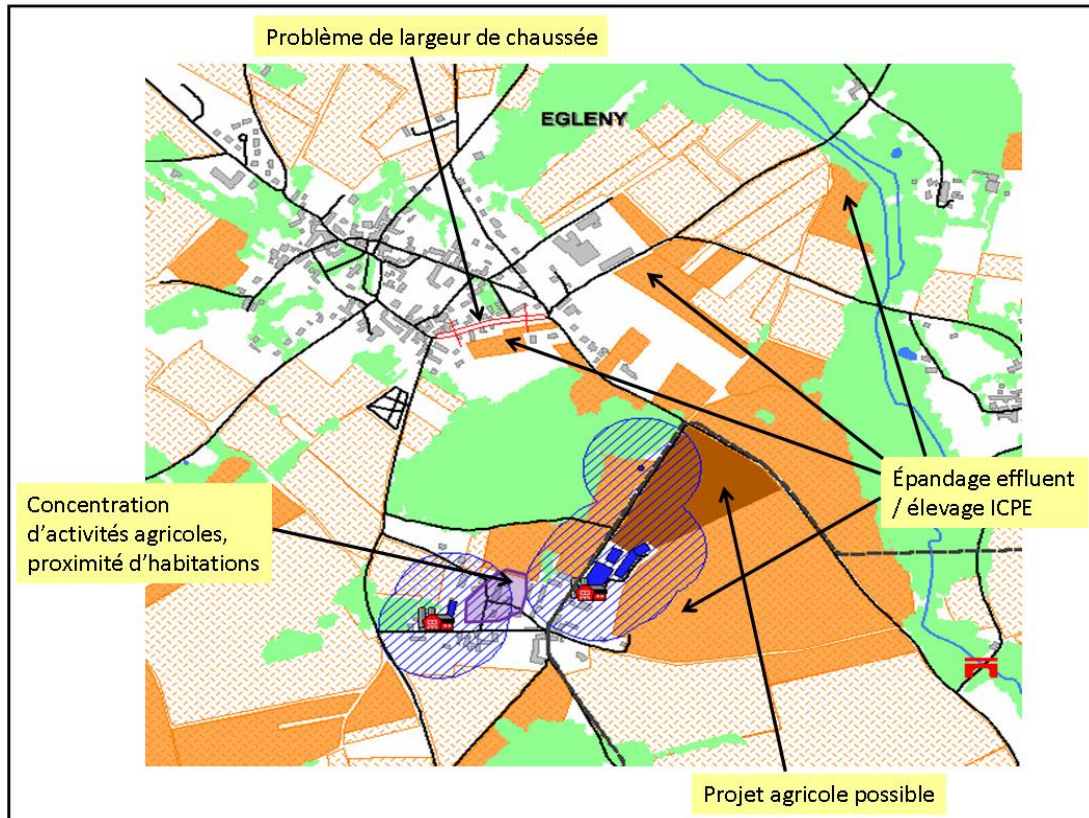 Problème de largeur de chaussée
EGLENY
Concentration
d'activités agricoles,
proximité d'habitations
Épandage effluent
/ élevage ICPE
Projet agricole possible